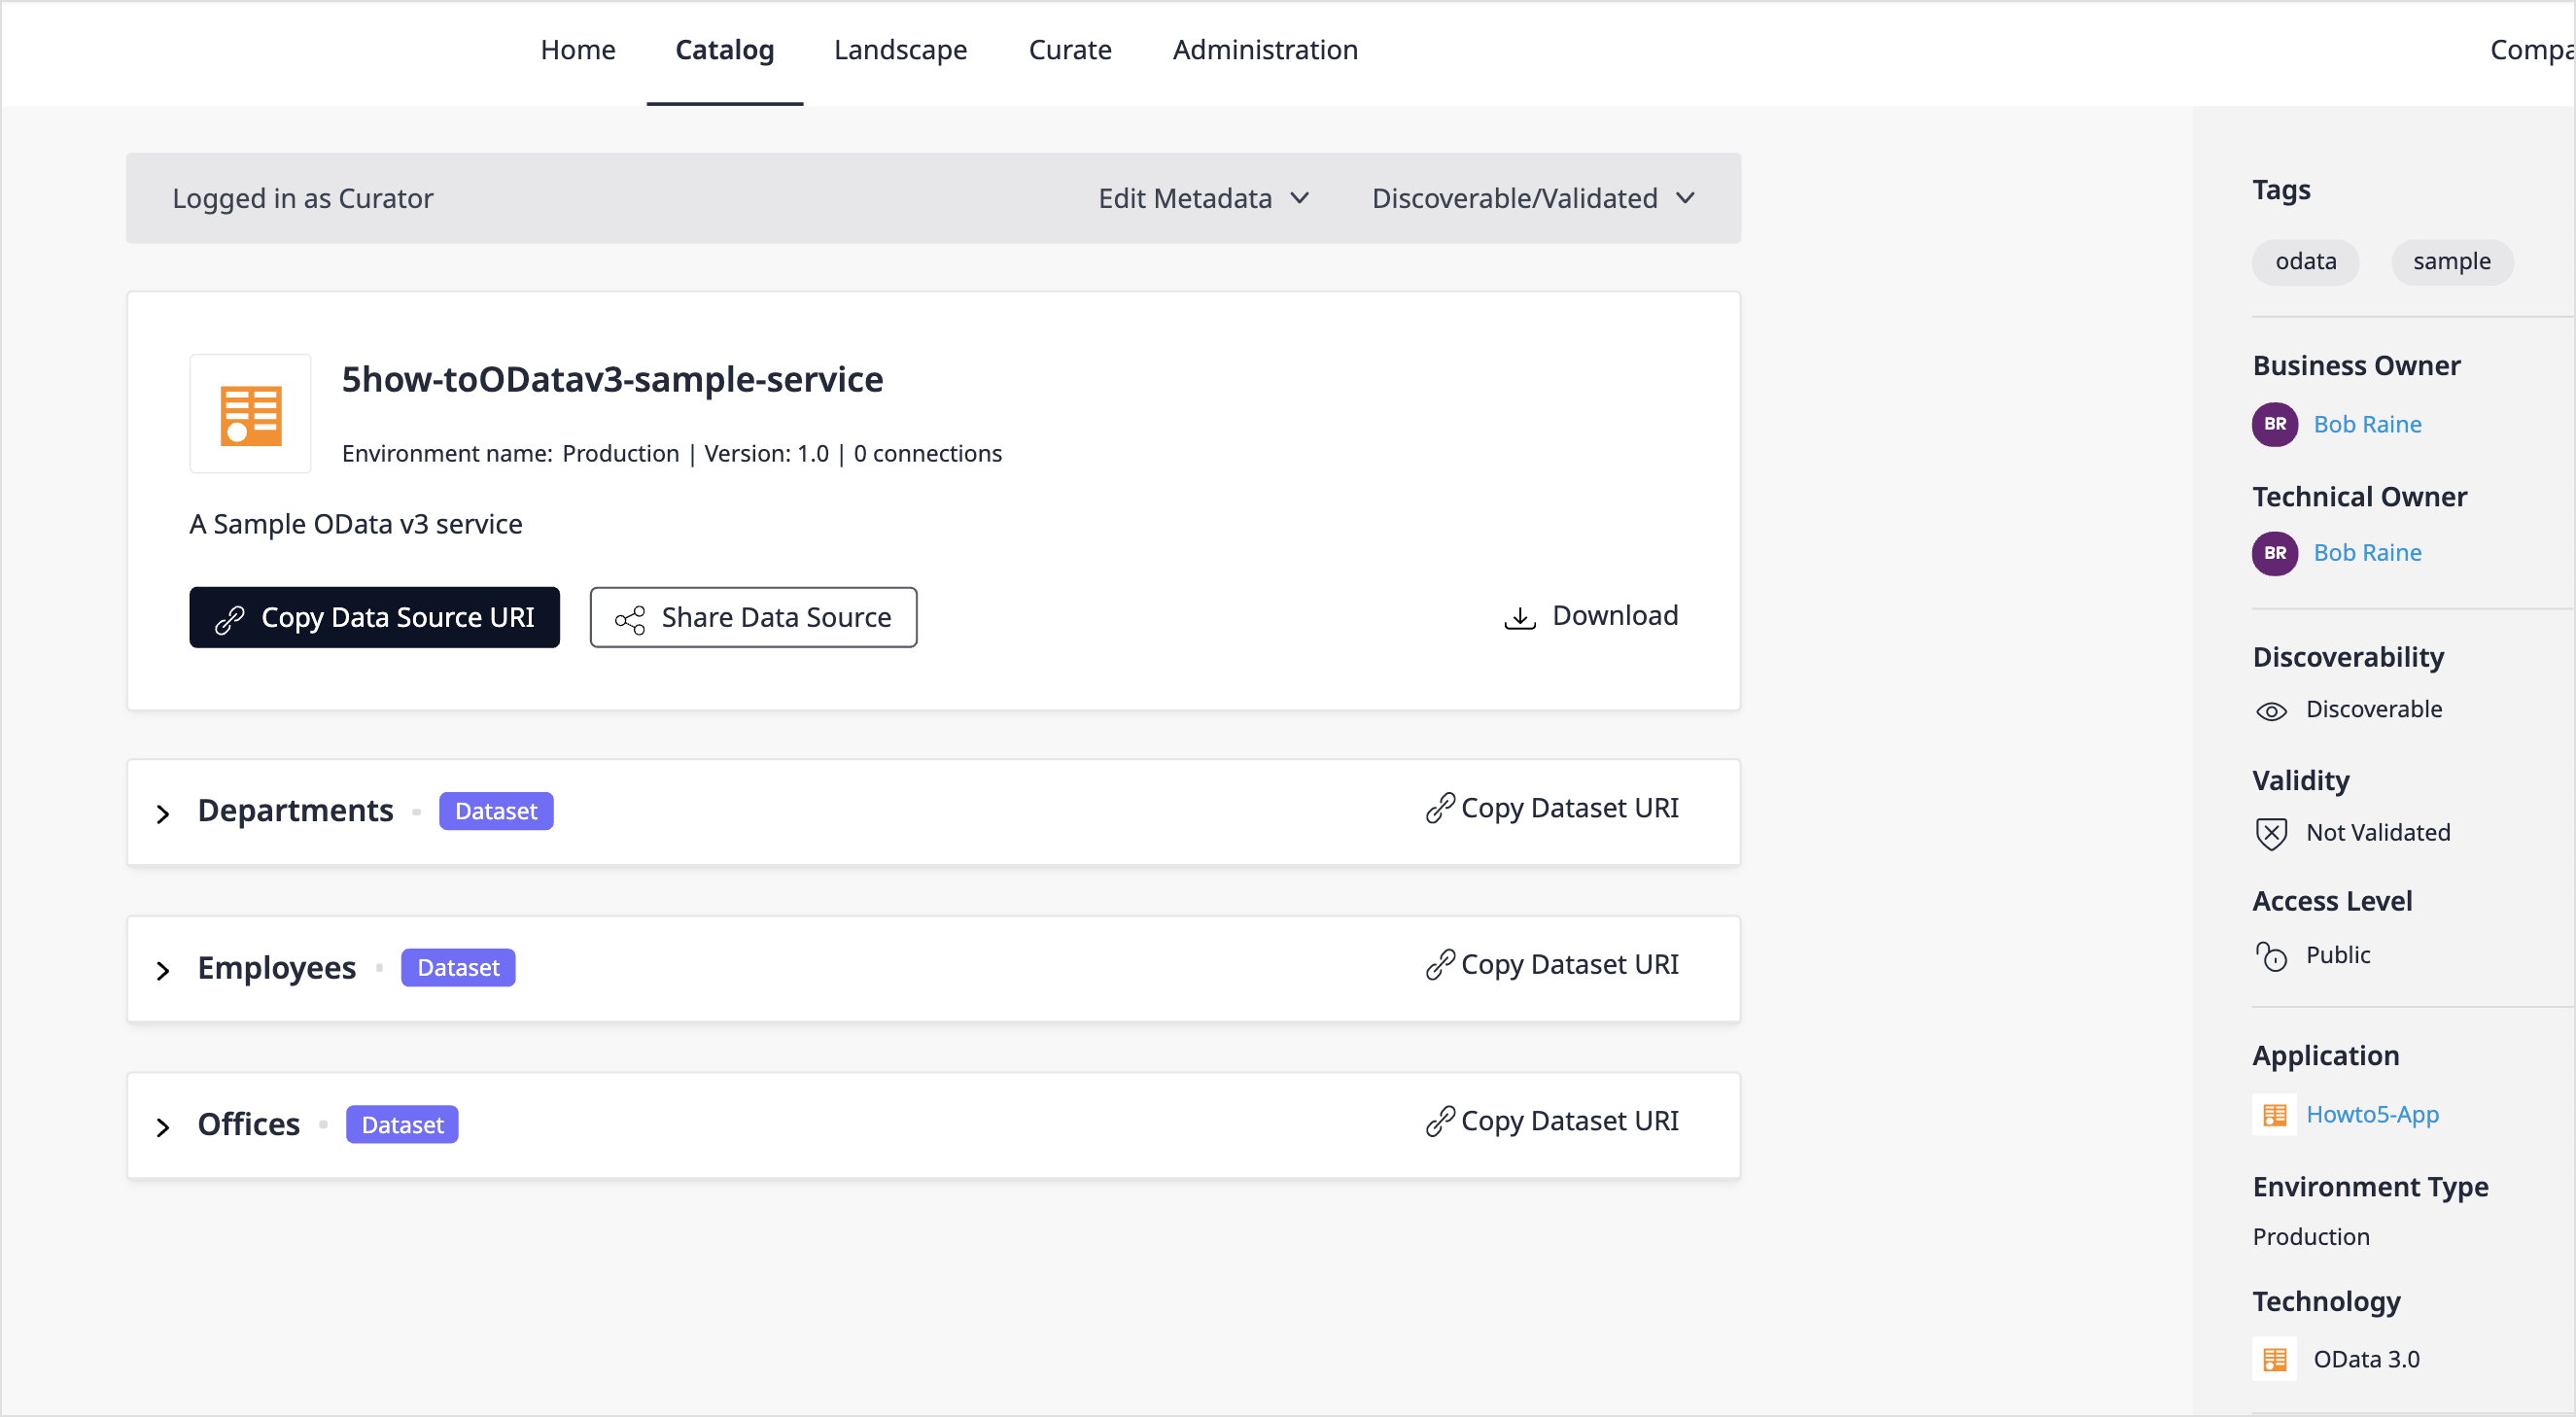 Home Catalog Landscape Curate Administration Compa
Logged in as Curator Edit Metadata Discoverable/Validated
5how-toODatav3-sample-service
Environment name: Production | Version: 1.0 | 0 connections
A Sample OData v3 service
Copy Data Source URI Share Data Source Download
Departments Dataset Copy Dataset URI
Employees Dataset Copy Dataset URI
Offices Dataset Copy Dataset URI
Tags
odata sample
Business Owner
BR Bob Raine
Technical Owner
BR Bob Raine
Discoverability
Discoverable
Validity
Not Validated
Access Level
Public
Application
Howto5-App
Environment Type
Production
Technology
OData 3.0